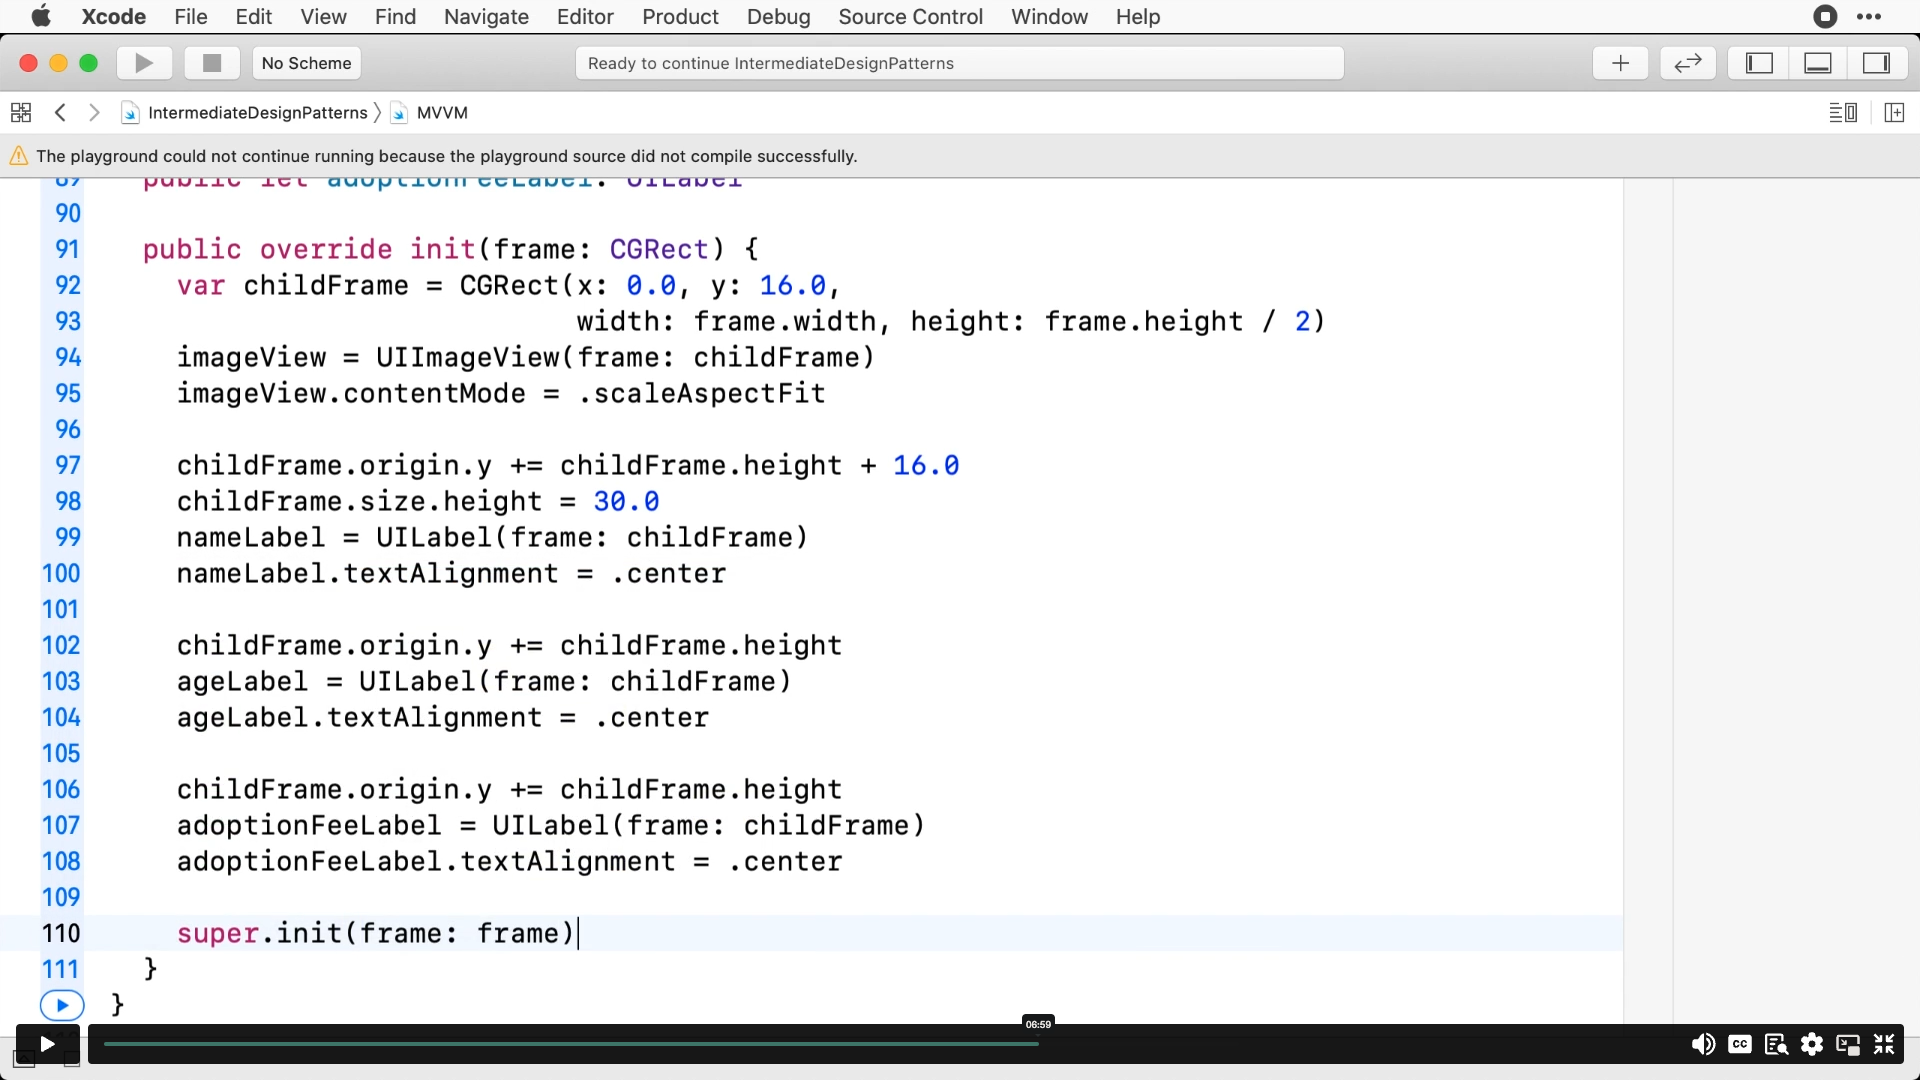 Xcode File Edit View Find Navigate Editor Product Debug Source Control Window Help
No Scheme
Ready to continue IntermediateDesignPatterns
IntermediateDesignPatterns 〉 MVVM
The playground could not continue running because the playground source did not compile successfully.
89 public let adoptionFeeLabel: UILabel
90
91 public override init(frame: CGRect) {
92 var childFrame = CGRect(x: 0.0, y: 16.0,
93 width: frame.width, height: frame.height / 2)
94 imageView = UIImageView(frame: childFrame)
95 imageView.contentMode = .scaleAspectFit
96
97 childFrame.origin.y += childFrame.height + 16.0
98 childFrame.size.height = 30.0
99 nameLabel = UILabel(frame: childFrame)
100 nameLabel.textAlignment = .center
101
102 childFrame.origin.y += childFrame.height
103 ageLabel = UILabel(frame: childFrame)
104 ageLabel.textAlignment = .center
105
106 childFrame.origin.y += childFrame.height
107 adoptionFeeLabel = UILabel(frame: childFrame)
108 adoptionFeeLabel.textAlignment = .center
109
110 super.init(frame: frame)
111 }
}
06:59
CC